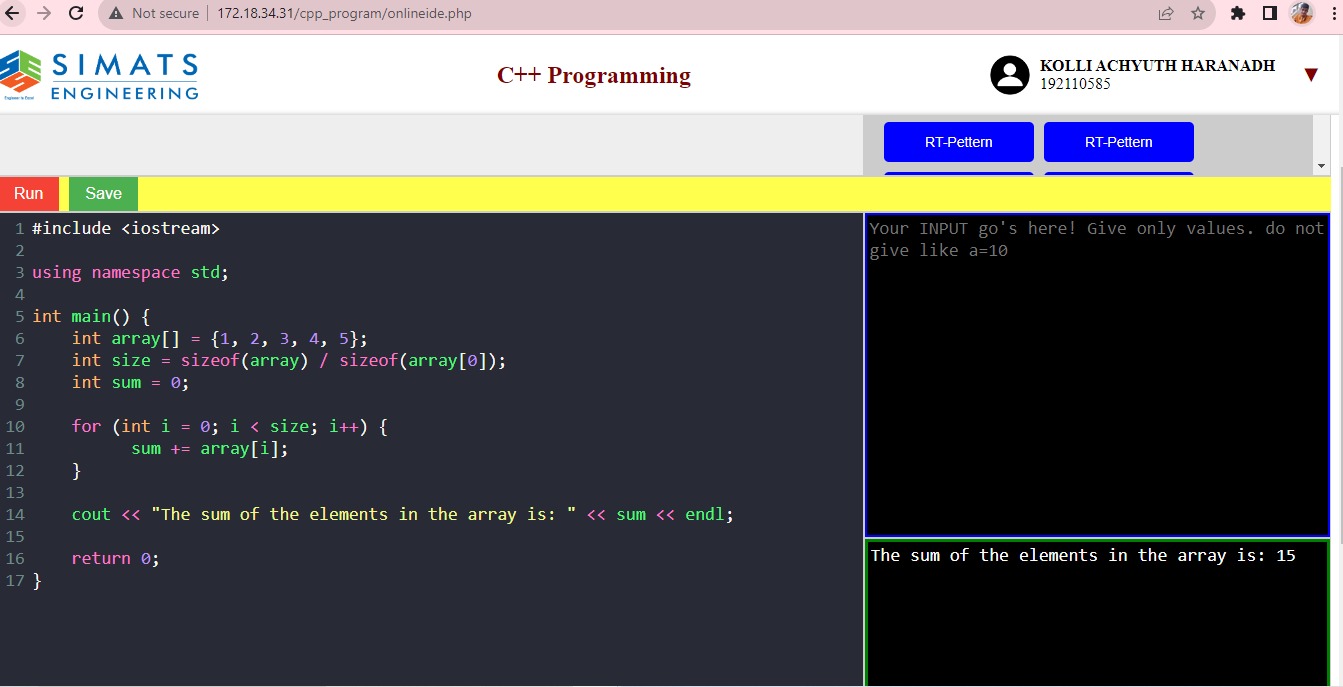 Not secure 172.18.34.31/cpp_program/onlineide.php
SIMATS
ENGINEERING
Engineer to Excel
C++ Programming
KOLLI ACHYUTH HARANADH
192110585
RT-Pettern RT-Pettern
Run Save
1 #include <iostream>
2
3 using namespace std;
4
5 int main() {
6 int array[] = {1, 2, 3, 4, 5};
7 int size = sizeof(array) / sizeof(array[0]);
8 int sum = 0;
9
10 for (int i = 0; i < size; i++) {
11 sum += array[i];
12 }
13
14 cout << "The sum of the elements in the array is: " << sum << endl;
15
16 return 0;
17 }
Your INPUT go's here! Give only values. do not
give like a=10
The sum of the elements in the array is: 15